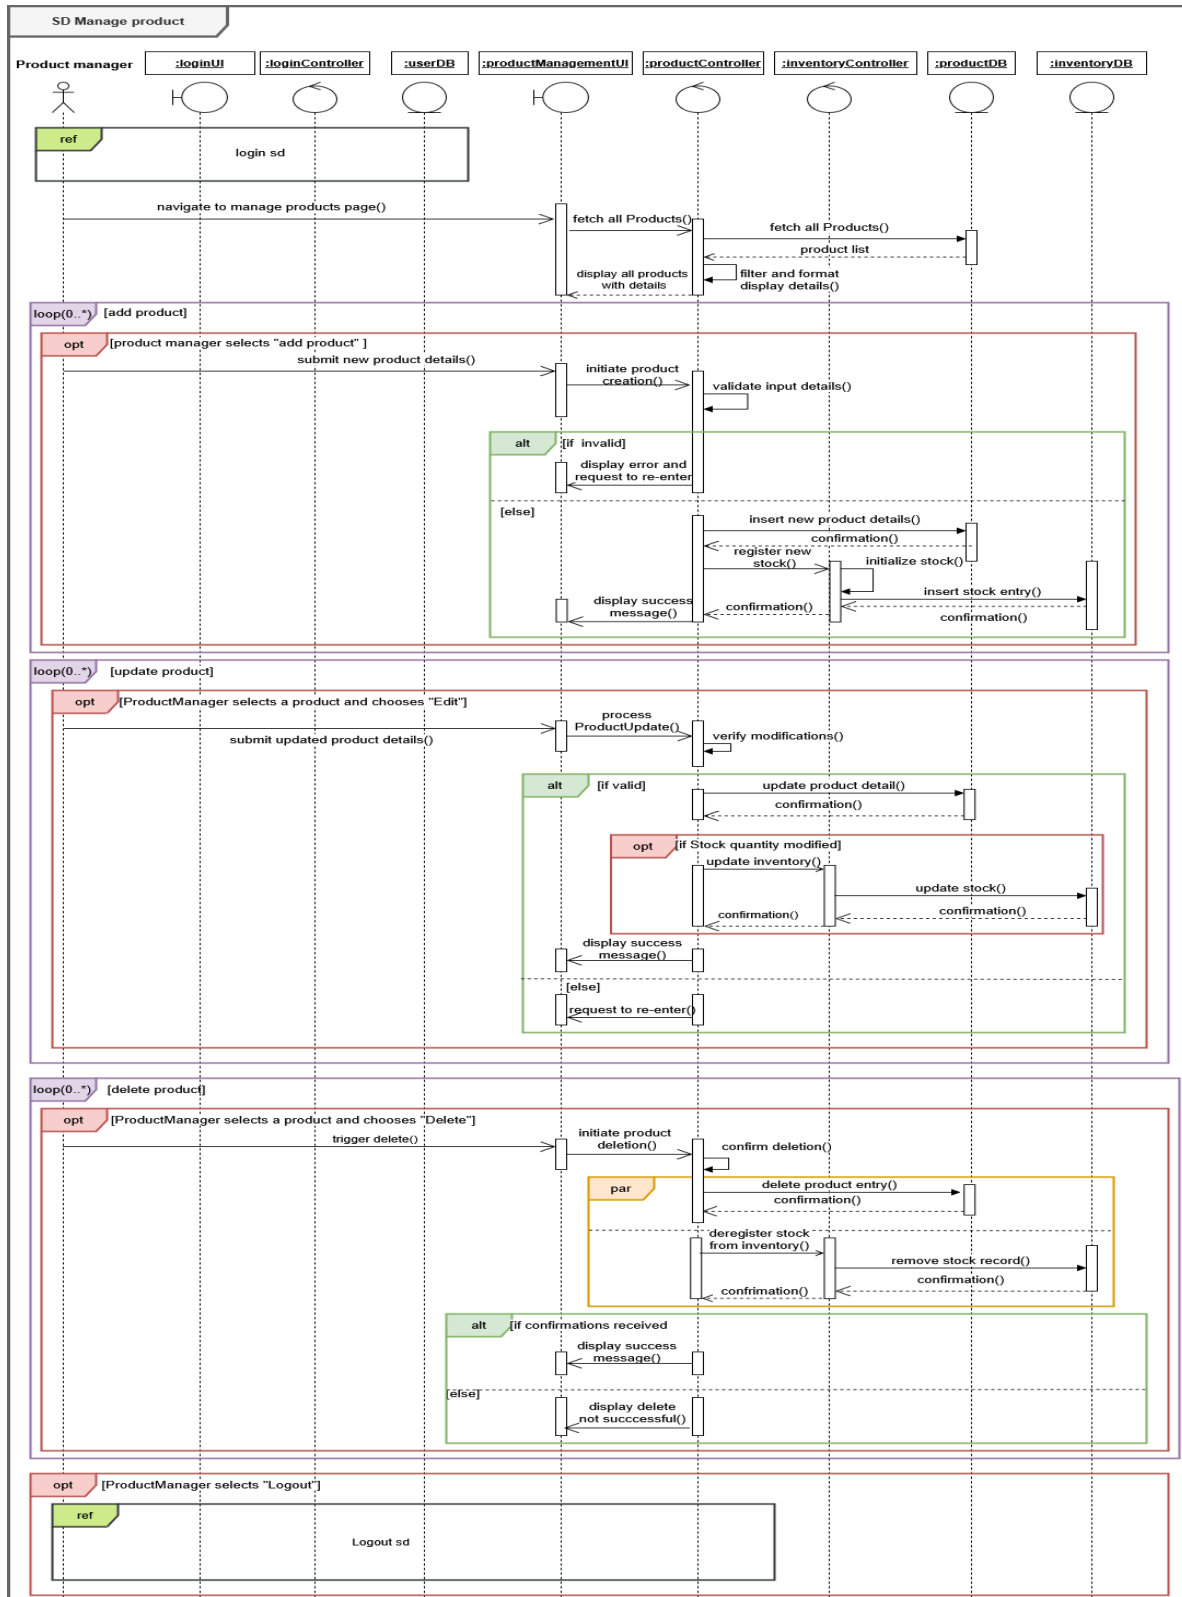 SD Manage product
Product manager
:loginUI
:loginController
:userDB
:productManagementUI
:productController
:inventoryController
:productDB
:inventoryDB
ref
login sd
navigate to manage products page()
fetch all Products()
fetch all Products()
product list
filter and format
display details()
display all products
with details
loop(0..*)
[add product]
opt
[product manager selects "add product" ]
submit new product details()
initiate product
creation()
validate input details()
alt
[if  invalid]
display error and
request to re-enter
[else]
insert new product details()
confirmation()
register new
stock()
initialize stock()
insert stock entry()
confirmation()
confirmation()
display success
message()
loop(0..*)
[update product]
opt
[ProductManager selects a product and chooses "Edit"]
submit updated product details()
process
ProductUpdate()
verify modifications()
alt
[if valid]
update product detail()
confirmation()
opt
[if Stock quantity modified]
update inventory()
update stock()
confirmation()
confirmation()
display success
message()
[else]
request to re-enter()
loop(0..*)
[delete product]
opt
[ProductManager selects a product and chooses "Delete"]
trigger delete()
initiate product
deletion()
confirm deletion()
par
delete product entry()
confirmation()
deregister stock
from inventory()
remove stock record()
confirmation()
confrimation()
alt
[if confirmations received
display success
message()
[else]
display delete
not succcessful()
opt
[ProductManager selects "Logout"]
ref
Logout sd